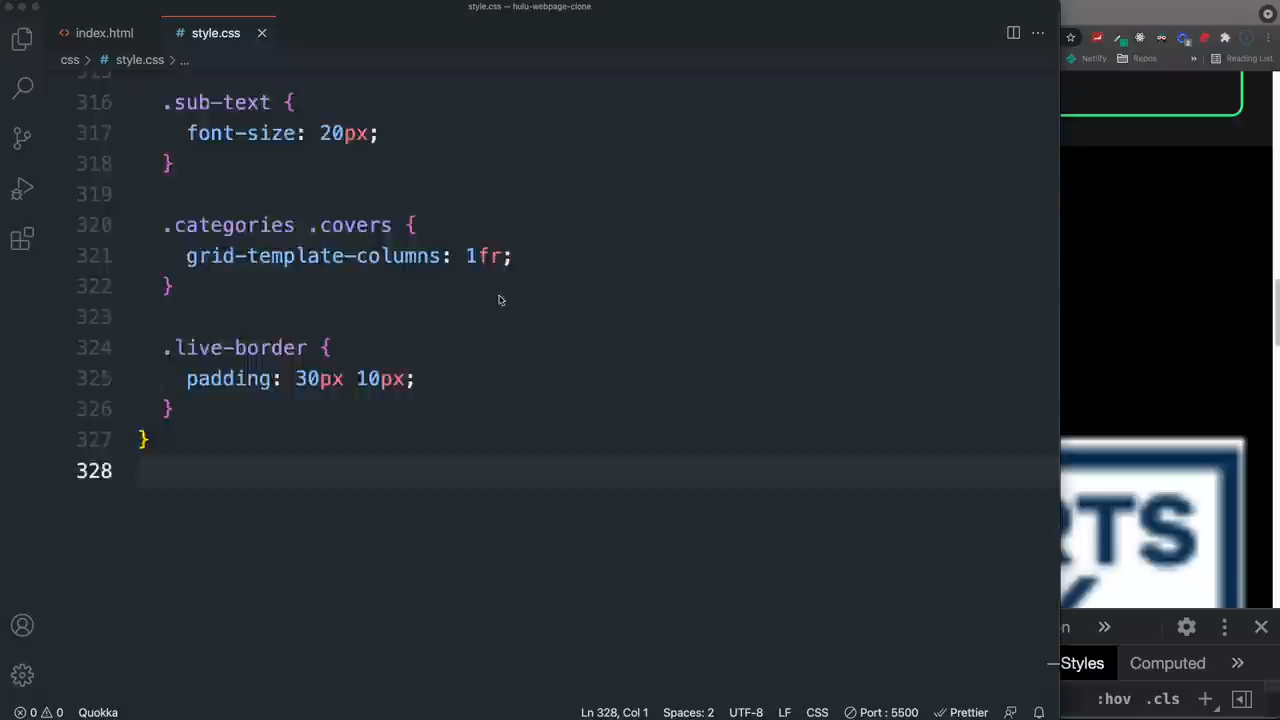 style.css — hulu-webpage-clone
index.html
style.css
css > style.css > ...
Netlify
Repos
»
Reading List
316 .sub-text {
317 font-size: 20px;
318 }
319
320 .categories .covers {
321 grid-template-columns: 1fr;
322 }
323
324 .live-border {
325 padding: 30px 10px;
326 }
327 }
328
RTS
»
Styles
Computed
»
:hov .cls +
0 0 Quokka
Ln 328, Col 1 Spaces: 2 UTF-8 LF CSS Port : 5500 Prettier